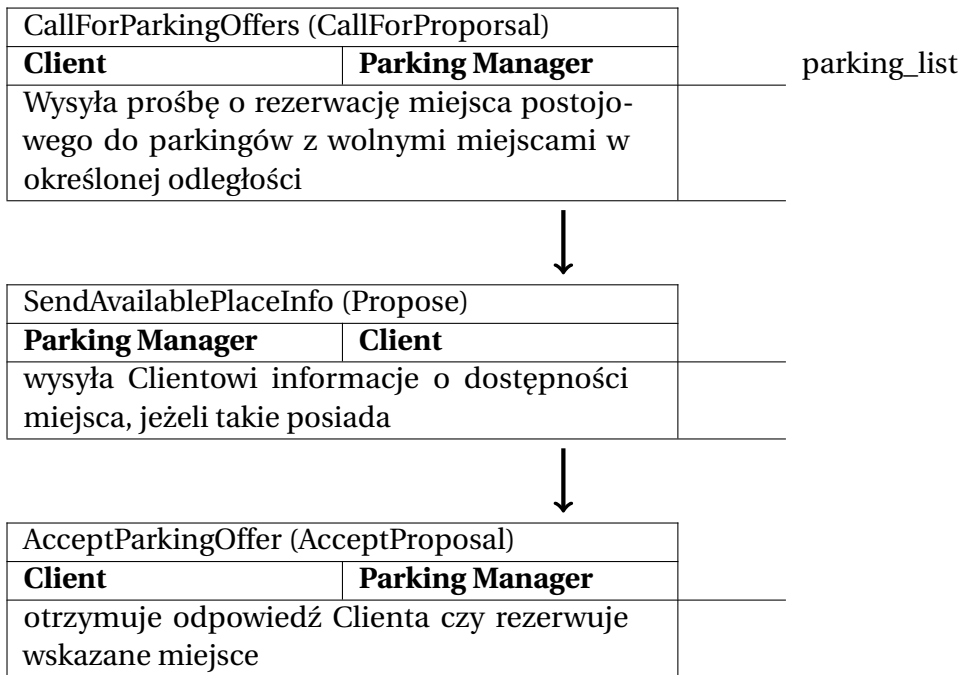 CallForParkingOffers (CallForProporsal)
Client Parking Manager parking_list
Wysyła prośbę o rezerwację miejsca postojo-
wego do parkingów z wolnymi miejscami w
określonej odległości
SendAvailablePlaceInfo (Propose)
Parking Manager Client
wysyła Clientowi informacje o dostępności
miejsca, jeżeli takie posiada
AcceptParkingOffer (AcceptProposal)
Client Parking Manager
otrzymuje odpowiedź Clienta czy rezerwuje
wskazane miejsce